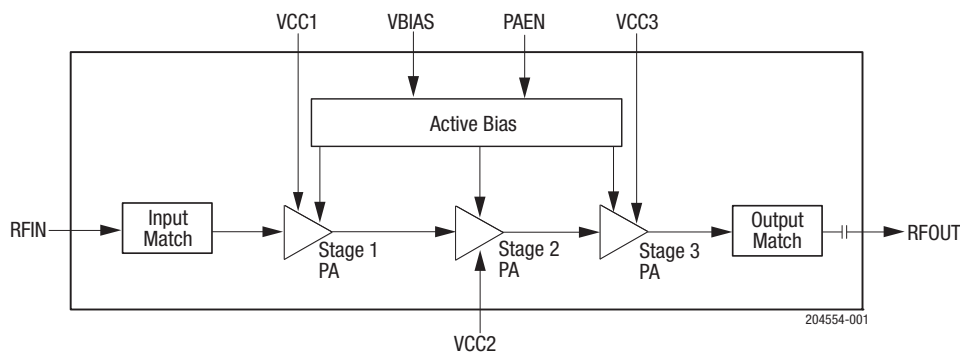 VCC1
VBIAS
PAEN
VCC3
Active Bias
RFIN
Input
Match
Stage 1
PA
Stage 2
PA
Stage 3
PA
Output
Match
RFOUT
204554-001
VCC2